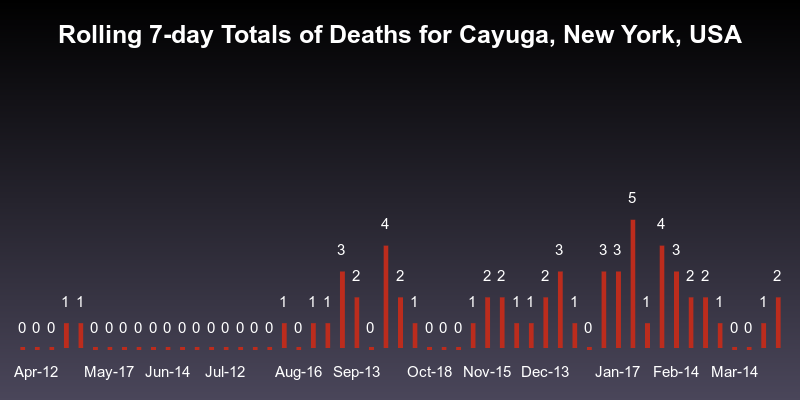 Rolling 7-day Totals of Deaths for Cayuga, New York, USA
5
4 4
3 3 3 3 3
2 2 2 2 2 2 2 2
1 1 1 1 1 1 1 1 1 1 1 1 1
0 0 0 0 0 0 0 0 0 0 0 0 0 0 0 0 0 0 0 0 0 0 0 0
Apr-12 May-17 Jun-14 Jul-12 Aug-16 Sep-13 Oct-18 Nov-15 Dec-13 Jan-17 Feb-14 Mar-14